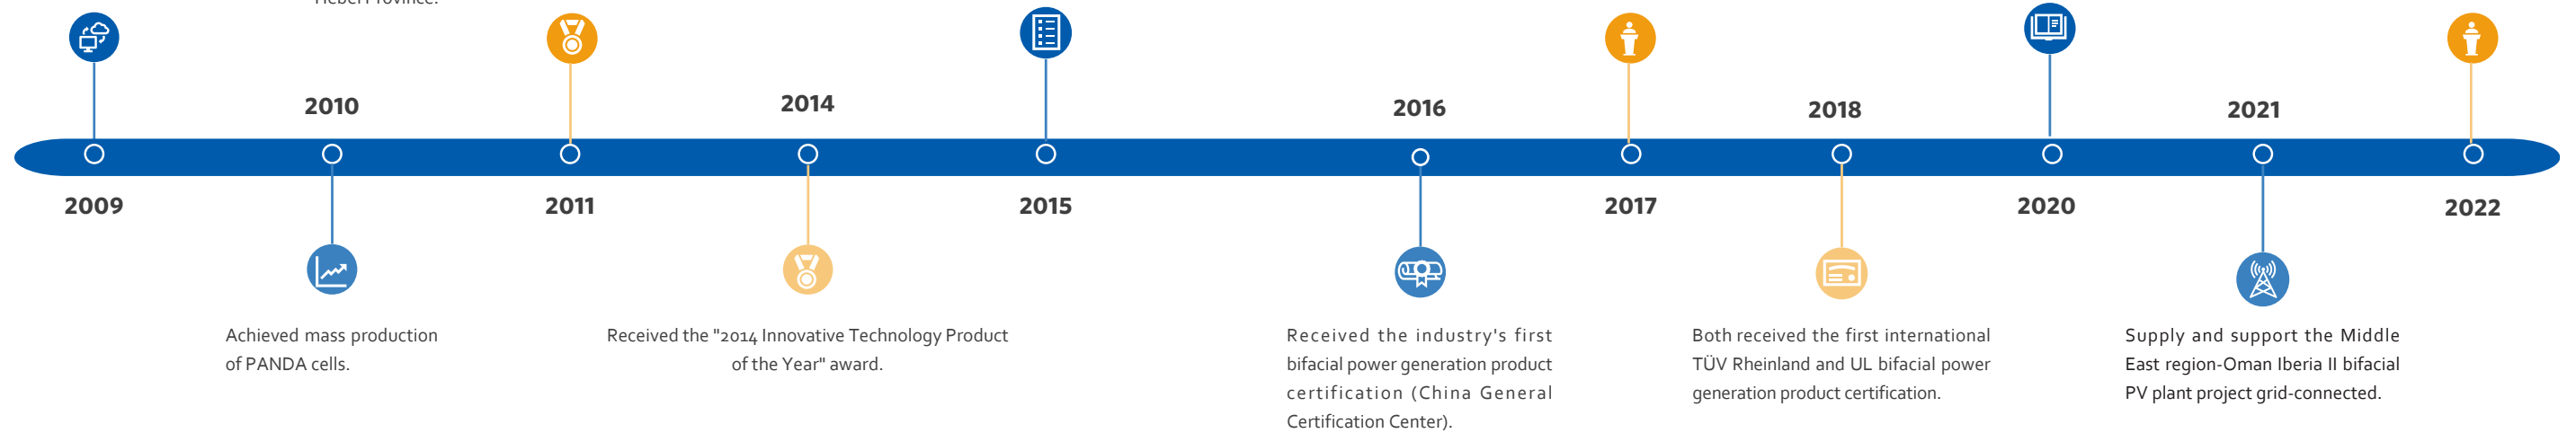 Hebei Province.
2010
2014
2016
2018
2021
2009
2011
2015
2017
2020
2022
Achieved mass production
of PANDA cells.
Received the "2014 Innovative Technology Product
of the Year" award.
Received the industry's first
bifacial power generation product
certification (China General
Certification Center).
Both received the first international
TÜV Rheinland and UL bifacial power
generation product certification.
Supply and support the Middle
East region-Oman Iberia II bifacial
PV plant project grid-connected.